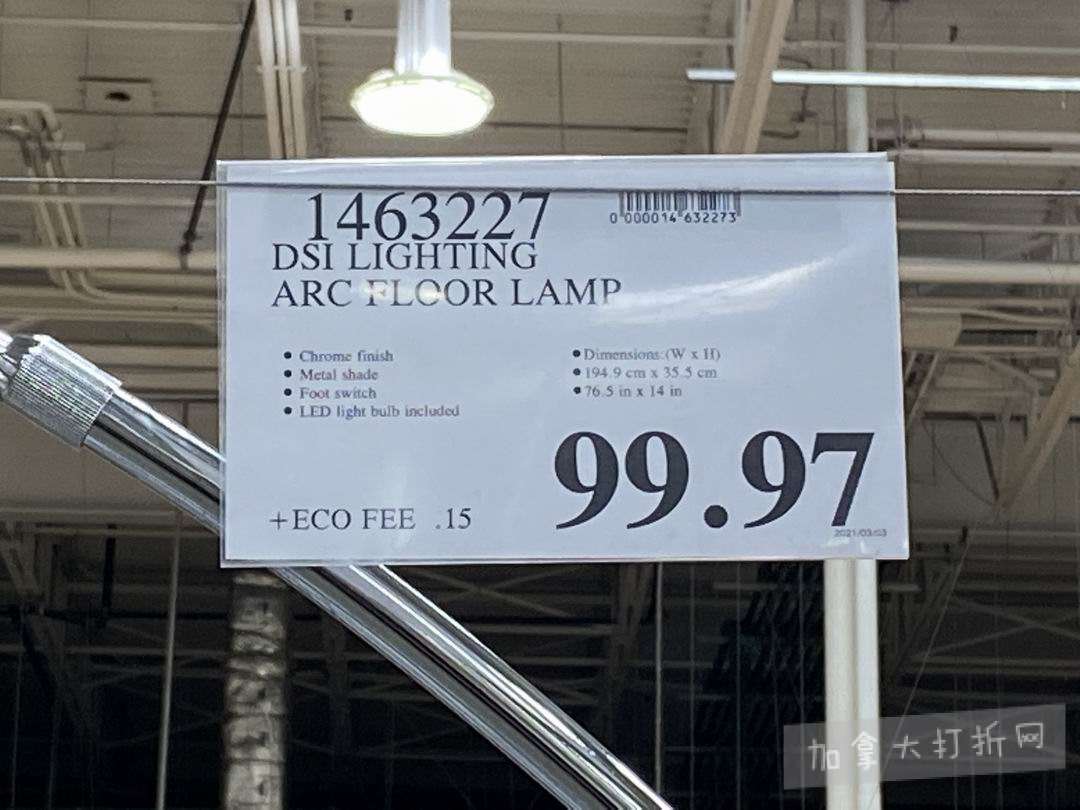 1463227
0 000014 632273
DSI LIGHTING
ARC FLOOR LAMP
• Chrome finish
• Metal shade
• Foot switch
• LED light bulb included
• Dimensions:(W x H)
• 194.9 cm x 35.5 cm
• 76.5 in x 14 in
99.97
+ECO FEE .15
2021/03/03
加拿大打折网